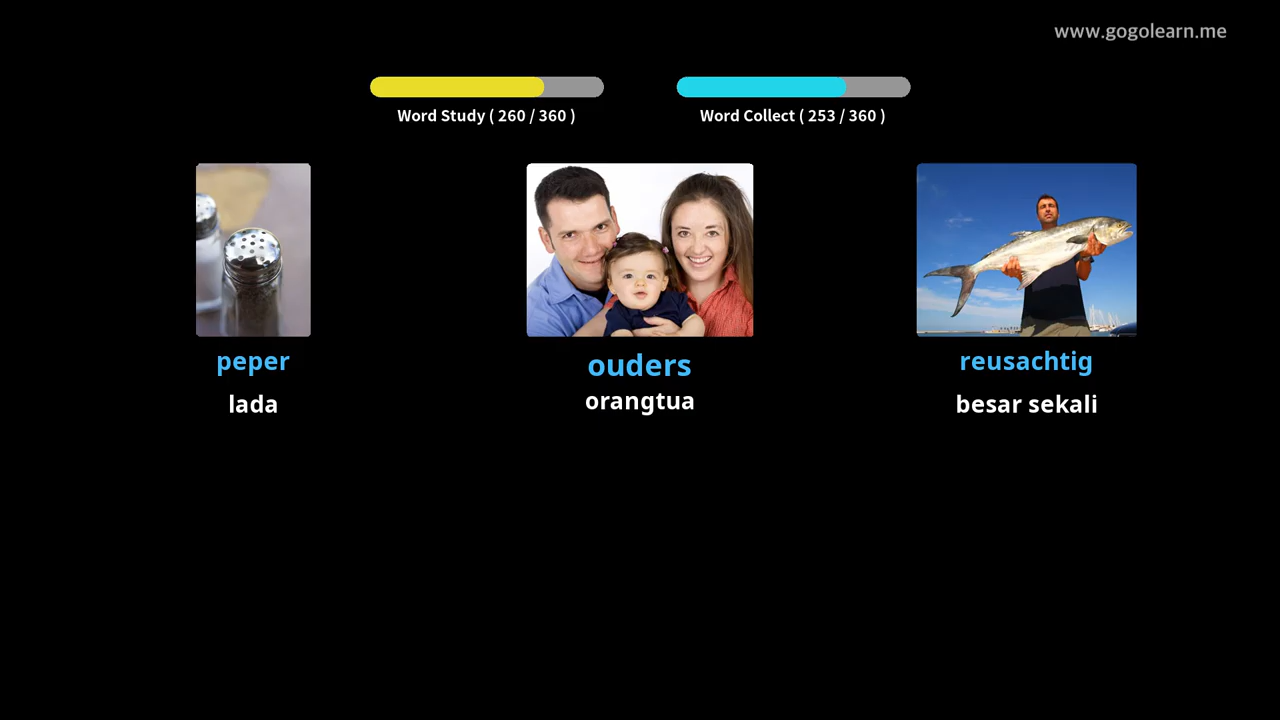 www.gogolearn.me
Word Study ( 260 / 360 )
Word Collect ( 253 / 360 )
peper
lada
ouders
orangtua
reusachtig
besar sekali